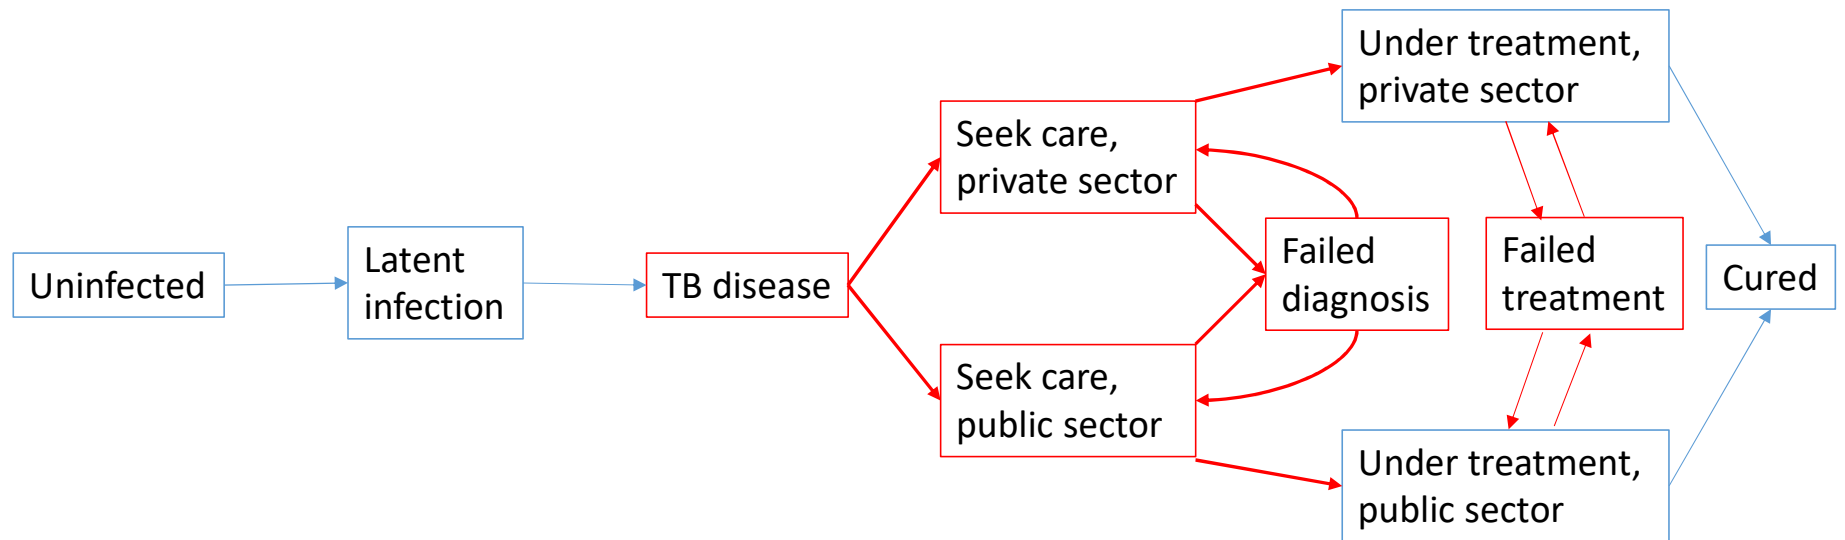 Uninfected
Latent
infection
TB disease
Seek care,
private sector
Seek care,
public sector
Failed
diagnosis
Under treatment,
private sector
Failed
treatment
Under treatment,
public sector
Cured